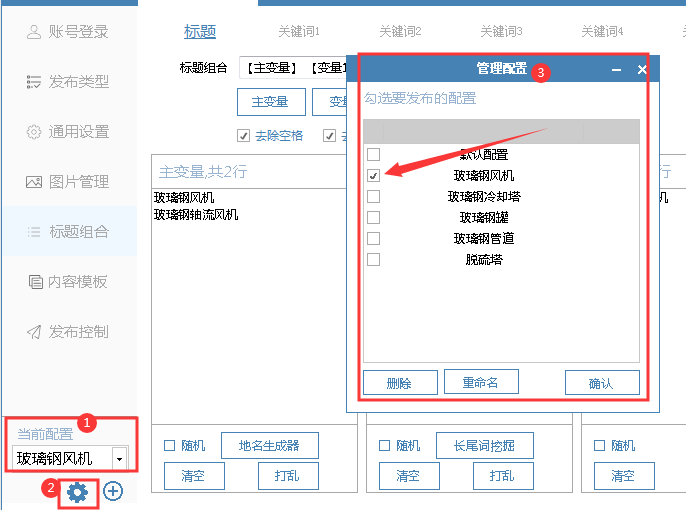 账号登录
发布类型
通用设置
图片管理
标题组合
内容模板
发布控制
当前配置
1
玻璃钢风机
2
标题
关键词1
关键词2
关键词3
关键词4
标题组合
【主变量】 【变量1
主变量
变
去除空格
主变量,共2行
玻璃钢风机
玻璃钢轴流风机
管理配置
3
勾选要发布的配置
默认配置
玻璃钢风机
玻璃钢冷却塔
玻璃钢罐
玻璃钢管道
脱硫塔
删除
重命名
确认
行
机
随机
地名生成器
清空
打乱
随机
长尾词挖掘
清空
打乱
随机
清空